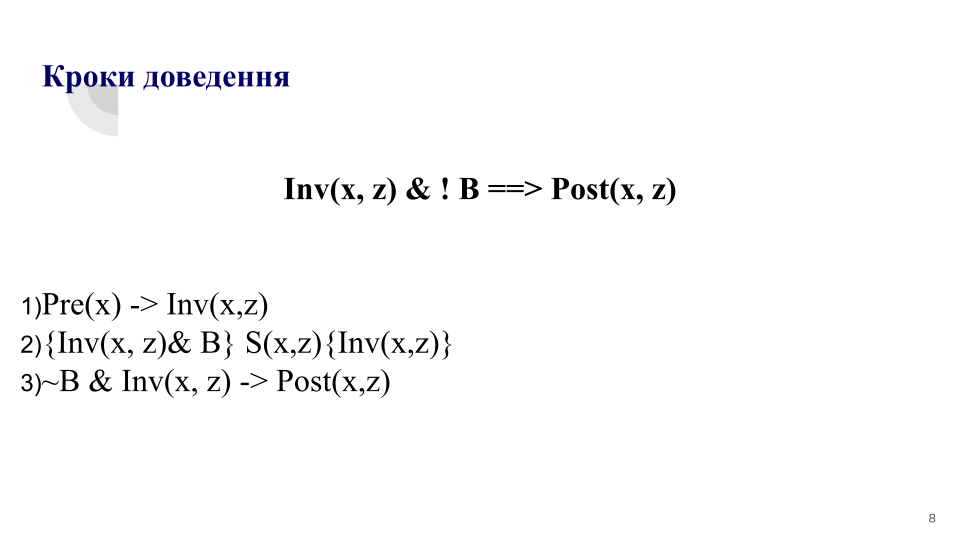 Кроки доведення
Inv(x, z) & ! B ==> Post(x, z)
1)Pre(x) -> Inv(x,z)
2){Inv(x, z)& B} S(x,z){Inv(x,z)}
3)~B & Inv(x, z) -> Post(x,z)
8